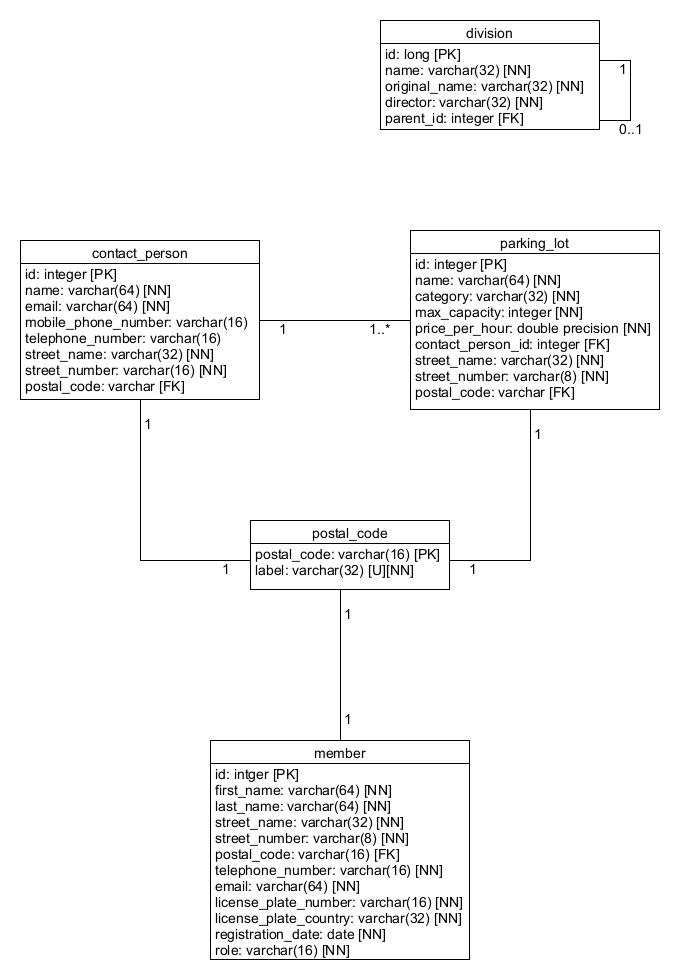 division
id: long [PK]
name: varchar(32) [NN]
original_name: varchar(32) [NN]
director: varchar(32) [NN]
parent_id: integer [FK]
1
0..1
contact_person
id: integer [PK]
name: varchar(64) [NN]
email: varchar(64) [NN]
mobile_phone_number: varchar(16)
telephone_number: varchar(16)
street_name: varchar(32) [NN]
street_number: varchar(16) [NN]
postal_code: varchar [FK]
1
1..*
parking_lot
id: integer [PK]
name: varchar(64) [NN]
category: varchar(32) [NN]
max_capacity: integer [NN]
price_per_hour: double precision [NN]
contact_person_id: integer [FK]
street_name: varchar(32) [NN]
street_number: varchar(8) [NN]
postal_code: varchar [FK]
1
1
postal_code
postal_code: varchar(16) [PK]
label: varchar(32) [U][NN]
1
1
1
1
member
id: intger [PK]
first_name: varchar(64) [NN]
last_name: varchar(64) [NN]
street_name: varchar(32) [NN]
street_number: varchar(8) [NN]
postal_code: varchar(16) [FK]
telephone_number: varchar(16) [NN]
email: varchar(64) [NN]
license_plate_number: varchar(16) [NN]
license_plate_country: varchar(32) [NN]
registration_date: date [NN]
role: varchar(16) [NN]